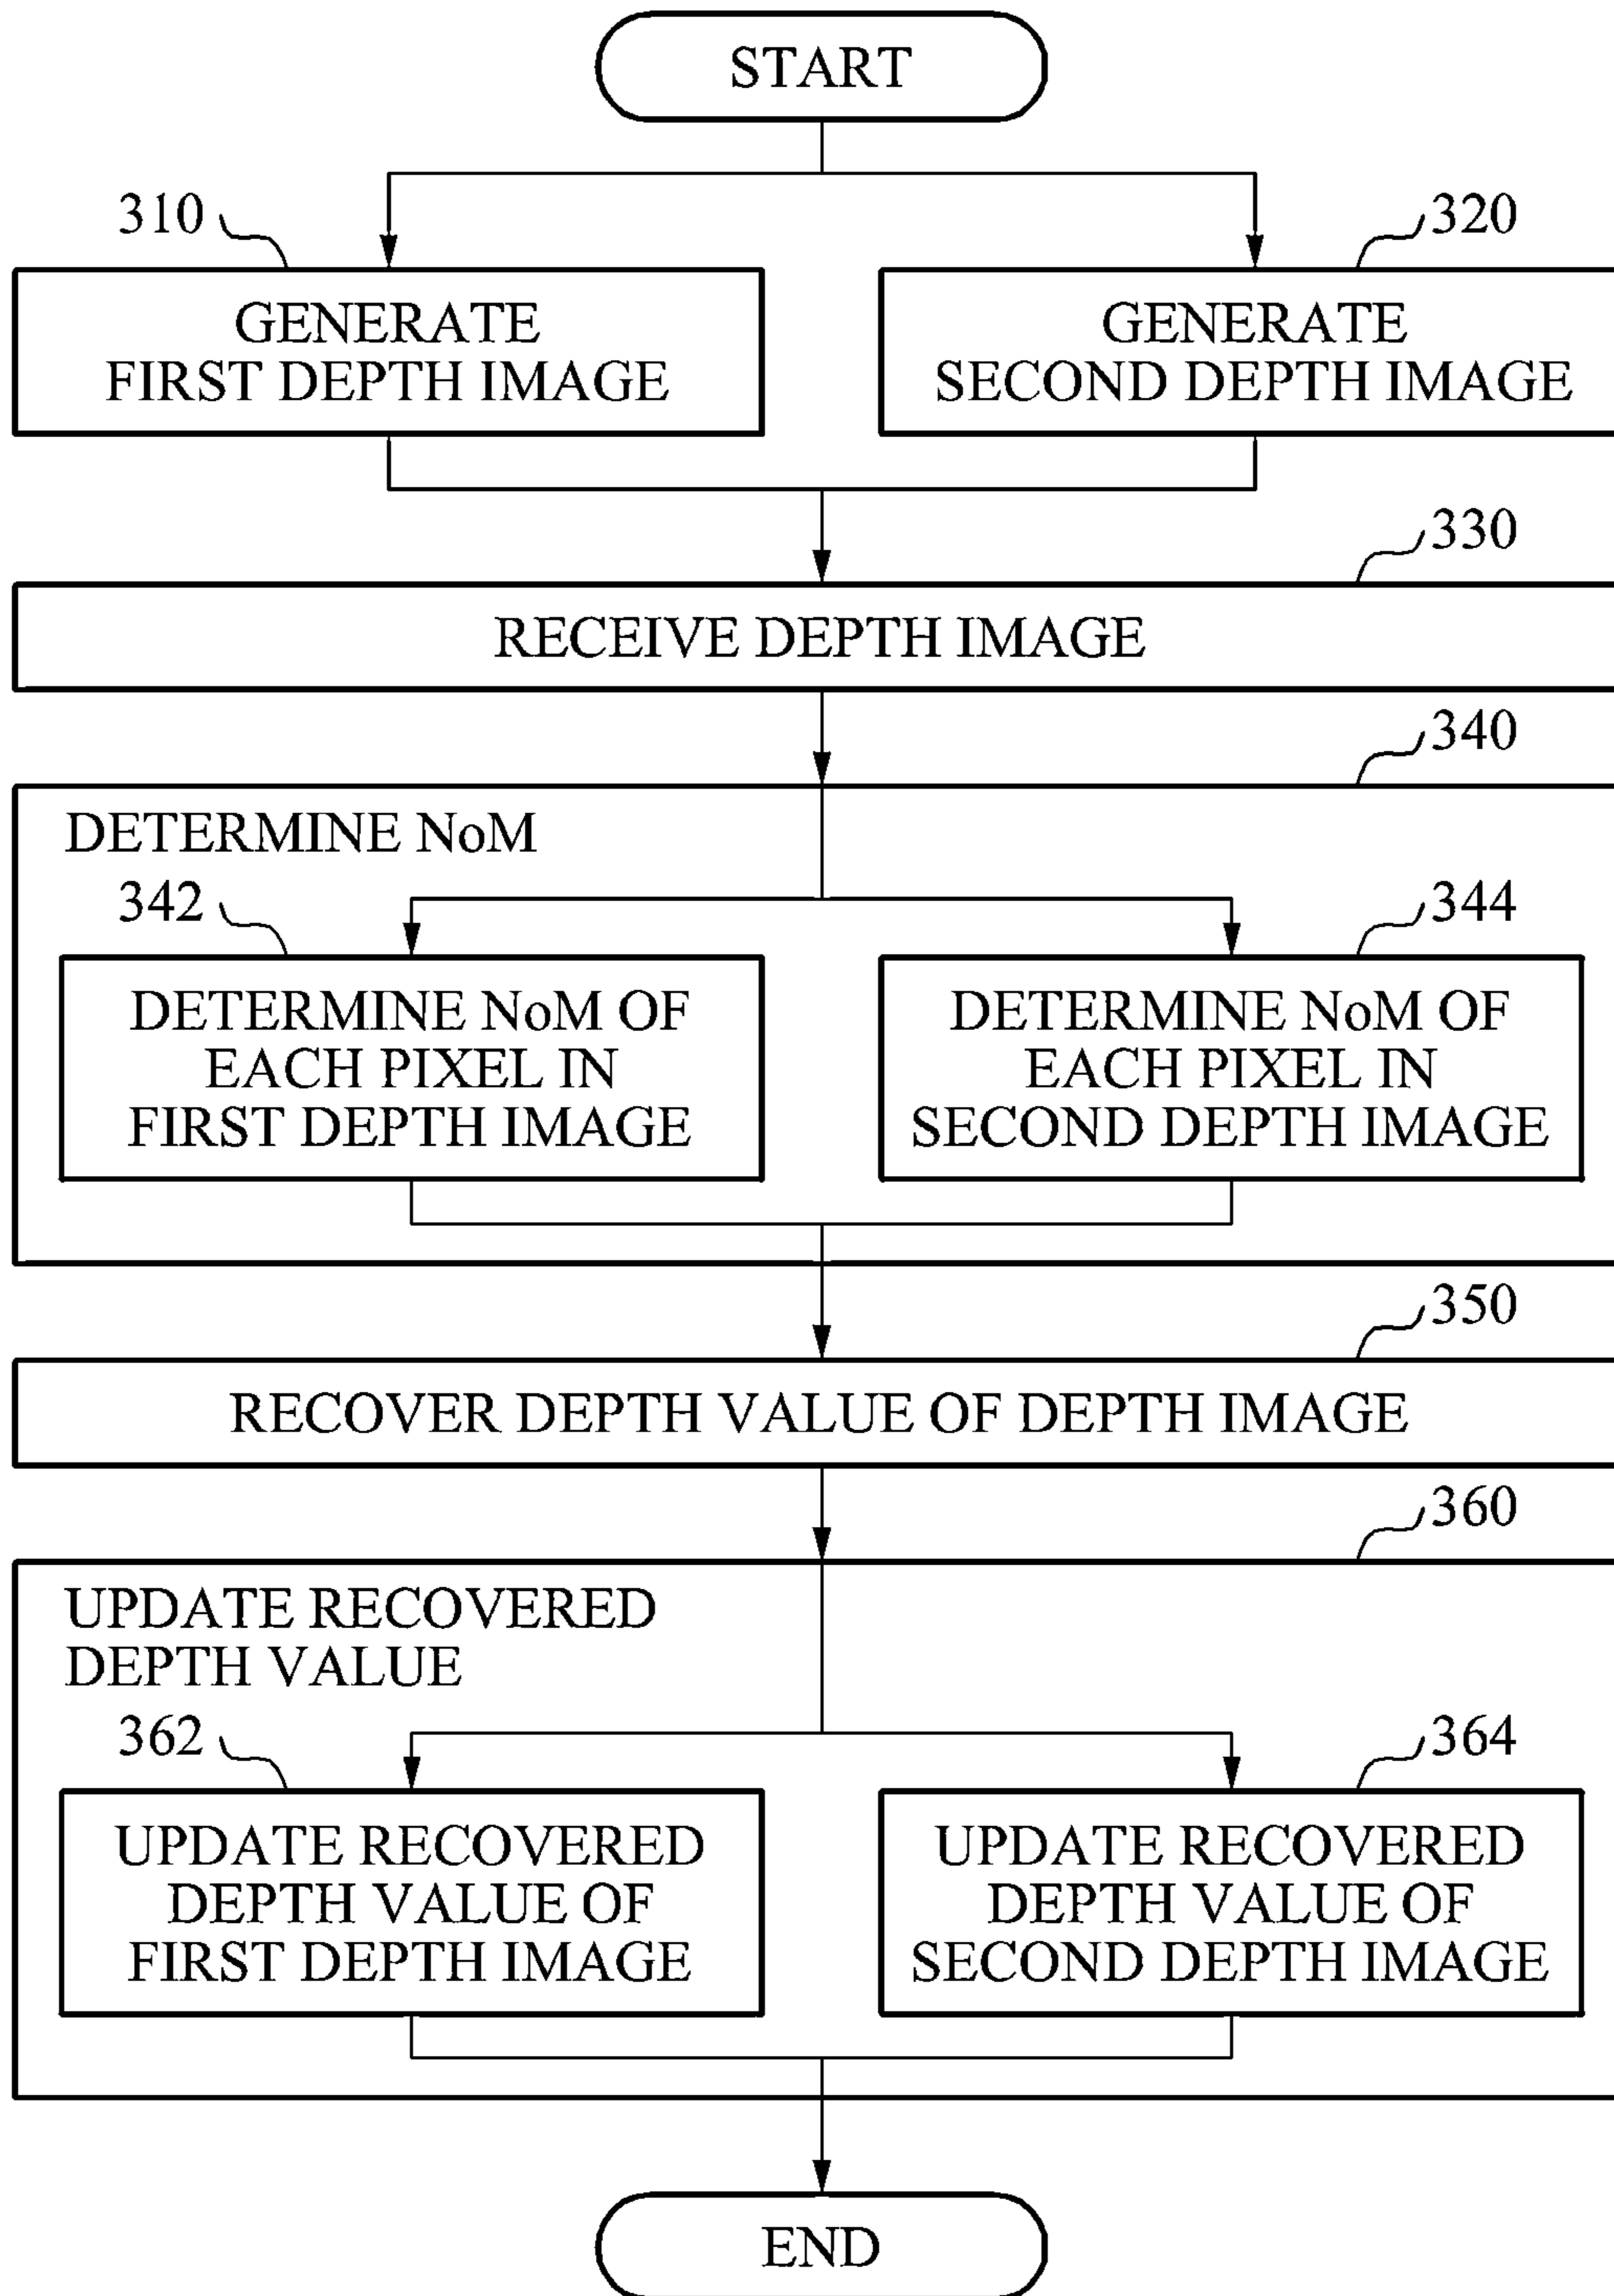 START
310
320
GENERATE
FIRST DEPTH IMAGE
GENERATE
SECOND DEPTH IMAGE
330
RECEIVE DEPTH IMAGE
340
DETERMINE NoM
342
344
DETERMINE NoM OF
EACH PIXEL IN
FIRST DEPTH IMAGE
DETERMINE NoM OF
EACH PIXEL IN
SECOND DEPTH IMAGE
350
RECOVER DEPTH VALUE OF DEPTH IMAGE
360
UPDATE RECOVERED
DEPTH VALUE
362
364
UPDATE RECOVERED
DEPTH VALUE OF
FIRST DEPTH IMAGE
UPDATE RECOVERED
DEPTH VALUE OF
SECOND DEPTH IMAGE
END